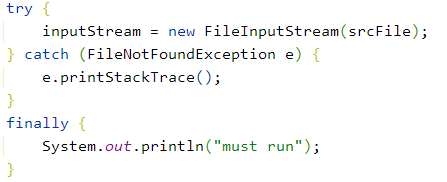 try {
    inputStream = new FileInputStream(srcFile);
} catch (FileNotFoundException e) {
    e.printStackTrace();
}
finally {
    System.out.println("must run");
}